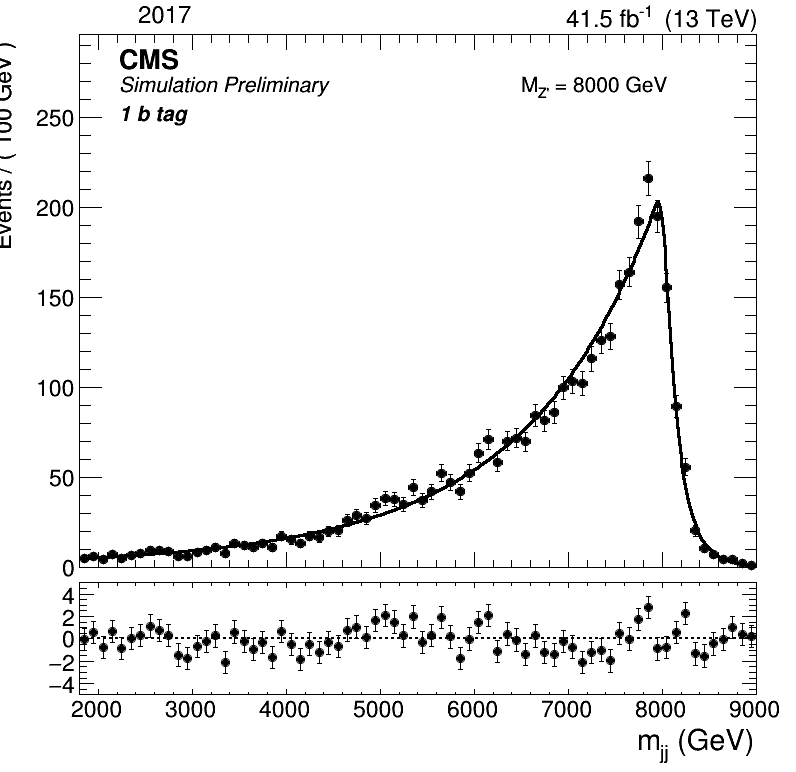 2017 41.5 fb⁻¹ (13 TeV)
CMS
Simulation Preliminary
M_Z' = 8000 GeV
1 b tag
Events / ( 100 GeV )
250
200
150
100
50
0
4
2
0
−2
−4
2000 3000 4000 5000 6000 7000 8000 9000
m_jj (GeV)